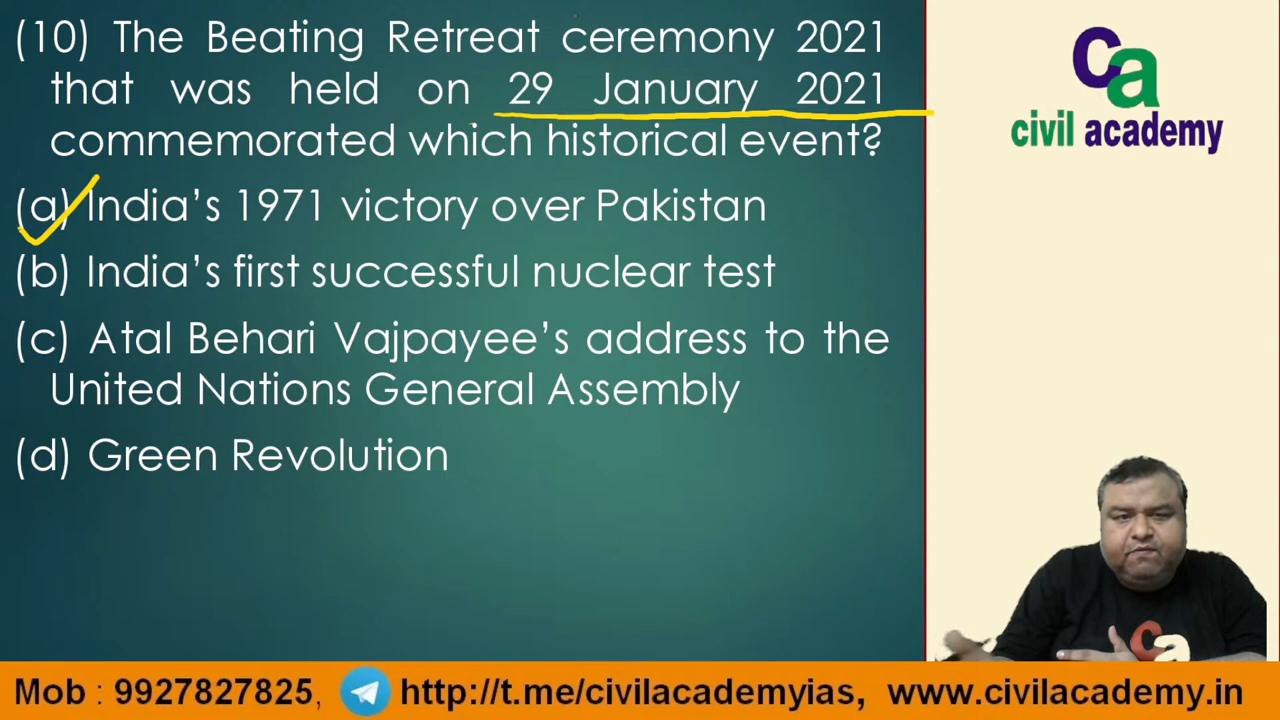 (10) The Beating Retreat ceremony 2021
that was held on 29 January 2021
commemorated which historical event?
(a) India's 1971 victory over Pakistan
(b) India's first successful nuclear test
(c) Atal Behari Vajpayee's address to the
United Nations General Assembly
(d) Green Revolution
ca
civil academy
ca
Mob : 9927827825, http://t.me/civilacademyias, www.civilacademy.in